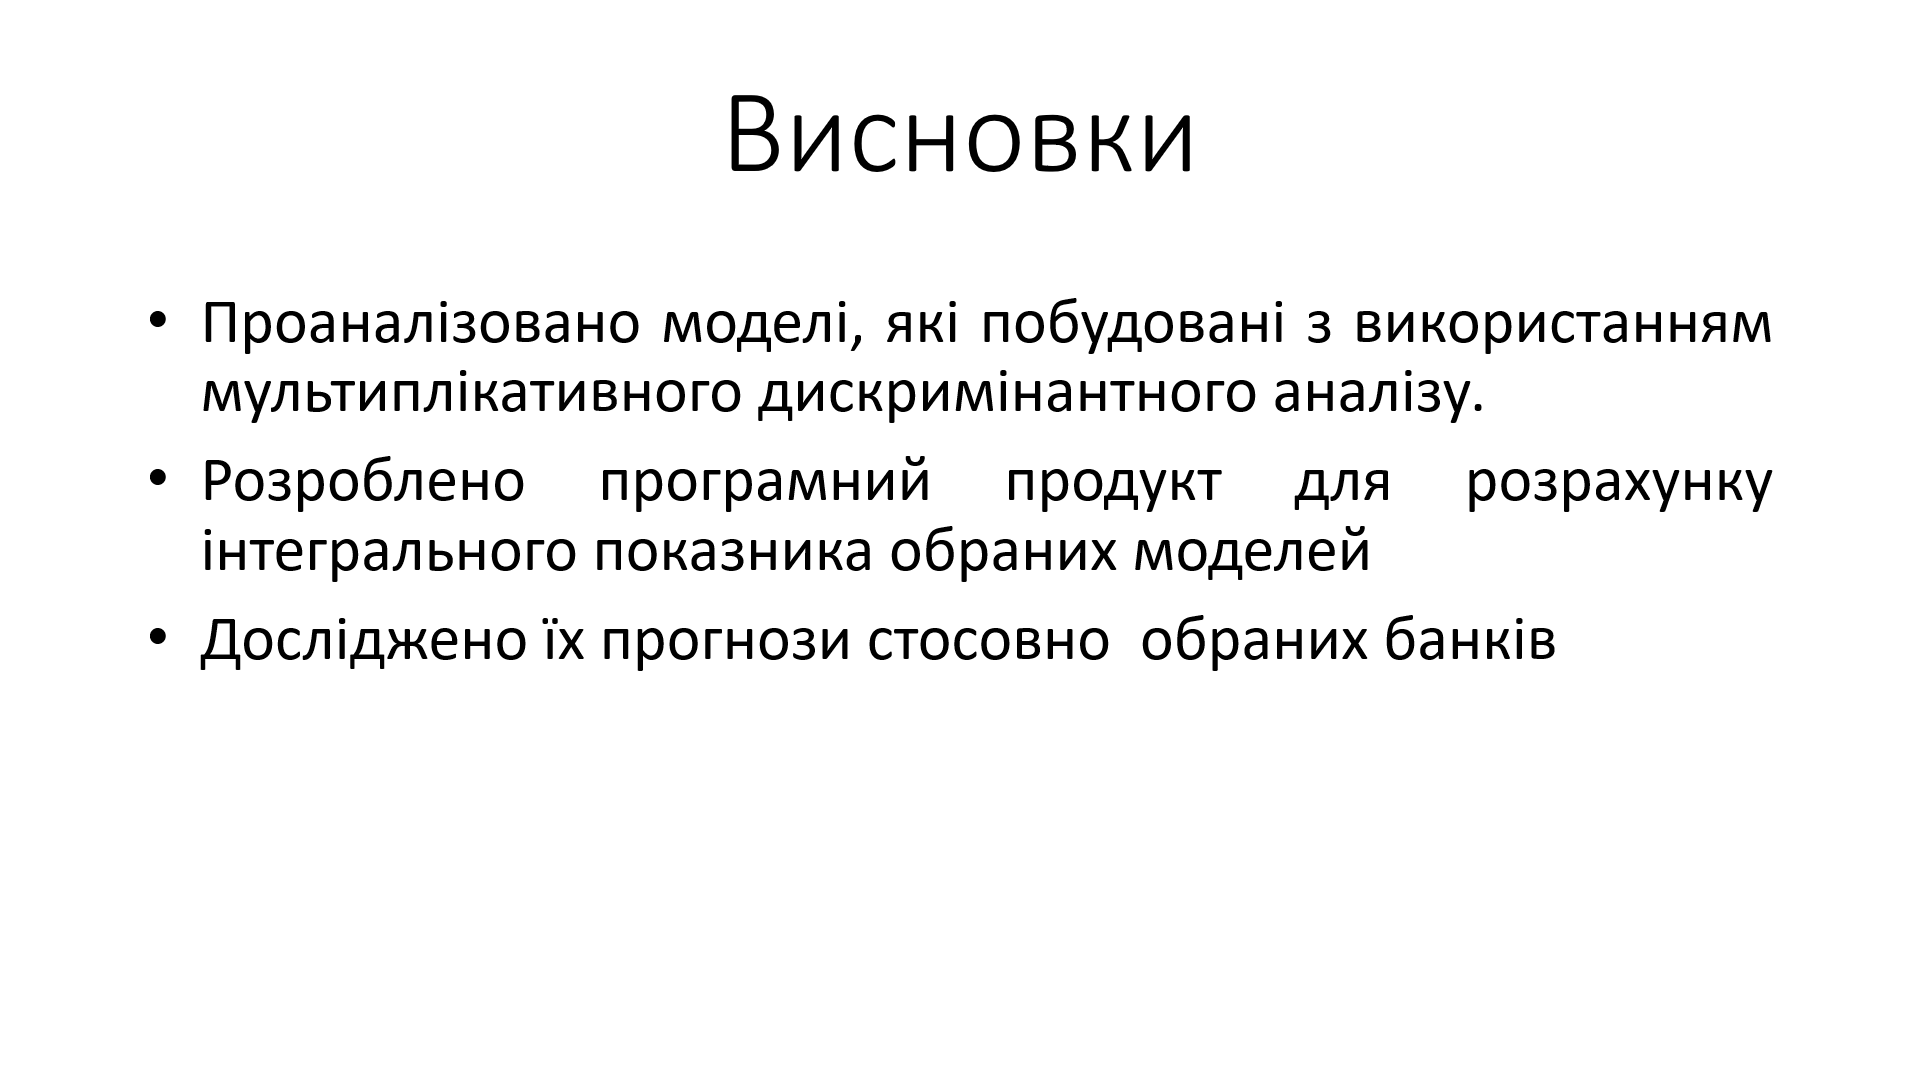 Висновки
• Проаналізовано моделі, які побудовані з використанням
мультиплікативного дискримінантного аналізу.
• Розроблено програмний продукт для розрахунку
інтегрального показника обраних моделей
• Досліджено їх прогнози стосовно  обраних банків